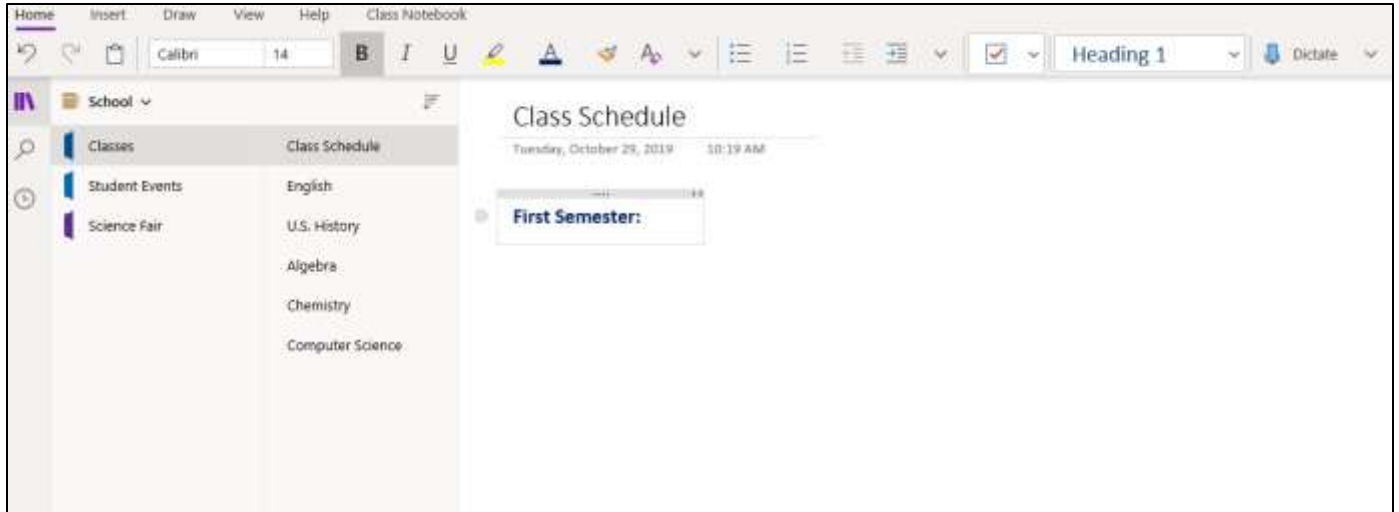 Home Insert Draw View Help Class Notebook
Calibri 14 B I U A A Heading 1 Dictate
School
Classes
Student Events
Science Fair
Class Schedule
English
U.S. History
Algebra
Chemistry
Computer Science
Class Schedule
Tuesday, October 29, 2019 10:19 AM
First Semester: